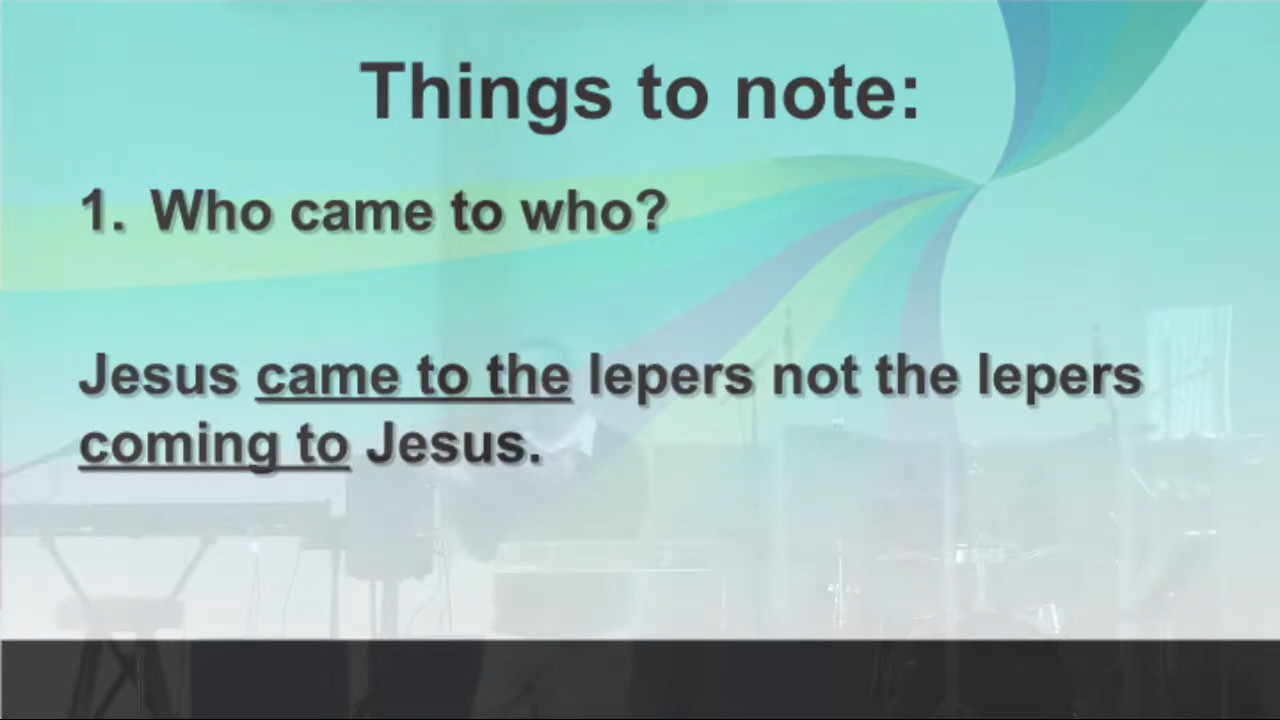 Things to note:
1. Who came to who?
Jesus came to the lepers not the lepers
coming to Jesus.